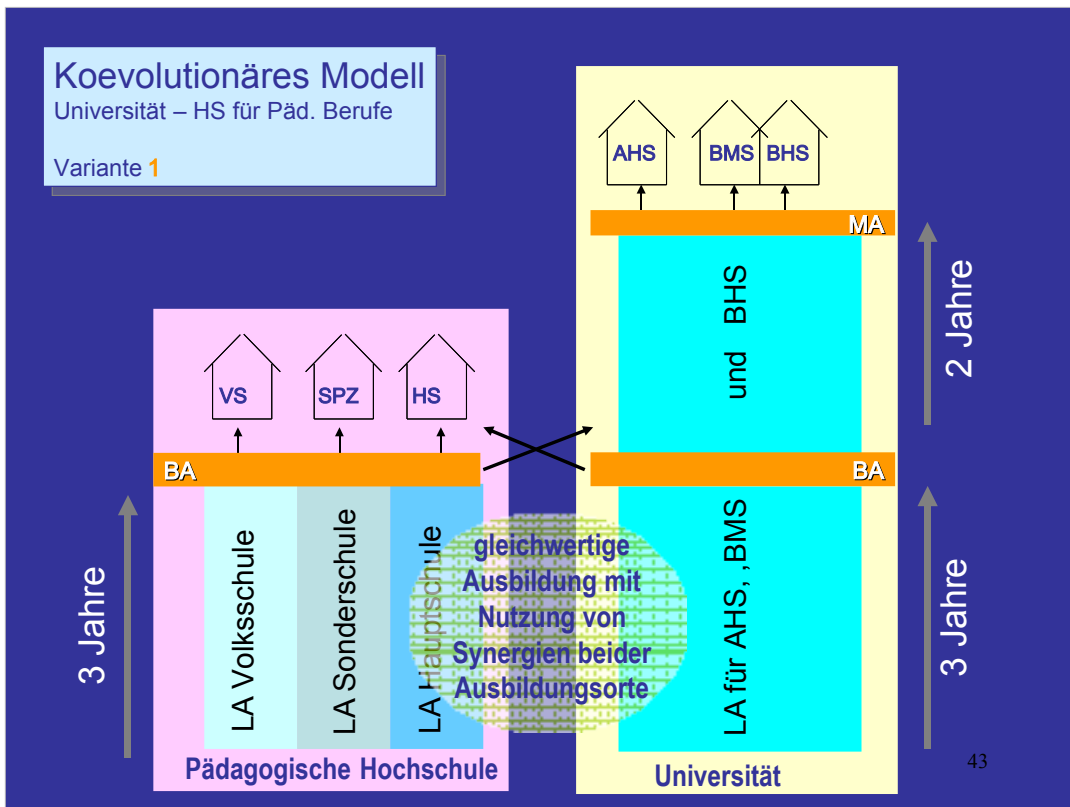 Koevolutionäres Modell
Universität – HS für Päd. Berufe
Variante 1
AHS
BMS
BHS
MA
und BHS
2 Jahre
VS
SPZ
HS
BA
BA
3 Jahre
LA Volksschule
LA Sonderschule
LA Hauptschule
gleichwertige
Ausbildung mit
Nutzung von
Synergien beider
Ausbildungsorte
LA für AHS, ,BMS
3 Jahre
Pädagogische Hochschule
Universität
43